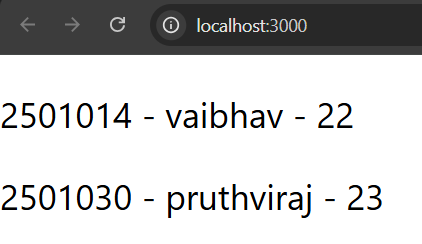 localhost:3000
2501014 - vaibhav - 22
2501030 - pruthviraj - 23